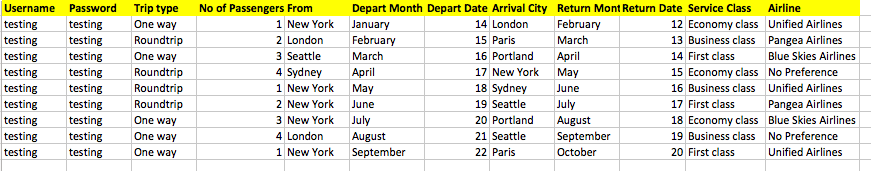 Username Password Trip type No of Passengers From Depart Month Depart Date Arrival City Return Mont Return Date Service Class Airline
testing testing One way 1 New York January 14 London February 12 Economy class Unified Airlines
testing testing Roundtrip 2 London February 15 Paris March 13 Business class Pangea Airlines
testing testing One way 3 Seattle March 16 Portland April 14 First class Blue Skies Airlines
testing testing Roundtrip 4 Sydney April 17 New York May 15 Economy class No Preference
testing testing Roundtrip 1 New York May 18 Sydney June 16 Business class Unified Airlines
testing testing Roundtrip 2 New York June 19 Seattle July 17 First class Pangea Airlines
testing testing One way 3 New York July 20 Portland August 18 Economy class Blue Skies Airlines
testing testing One way 4 London August 21 Seattle September 19 Business class No Preference
testing testing One way 1 New York September 22 Paris October 20 First class Unified Airlines